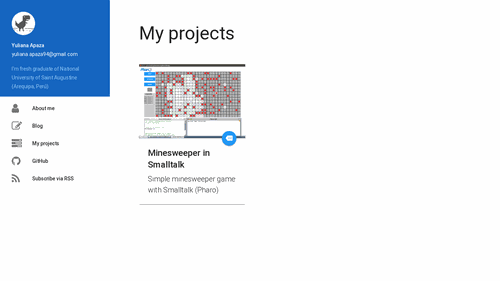 Yuliana Apaza
yuliana.apaza94@gmail.com
I'm fresh graduate of National
University of Saint Augustine
(Arequipa, Perú)
About me
Blog
My projects
GitHub
Subscribe via RSS
My projects
Minesweeper in
Smalltalk
Simple minesweeper game
with Smalltalk (Pharo)